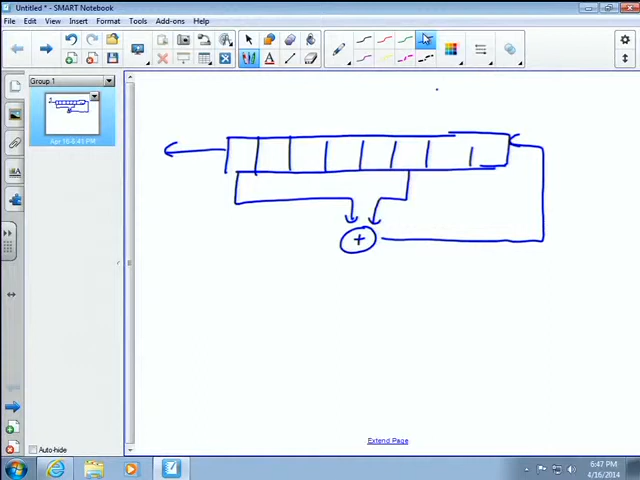 Untitled * - SMART Notebook
File Edit View Insert Format Tools Add-ons Help
Group 1
Apr 16-6:41 PM
+
Extend Page
Auto-hide
6:47 PM
4/16/2014